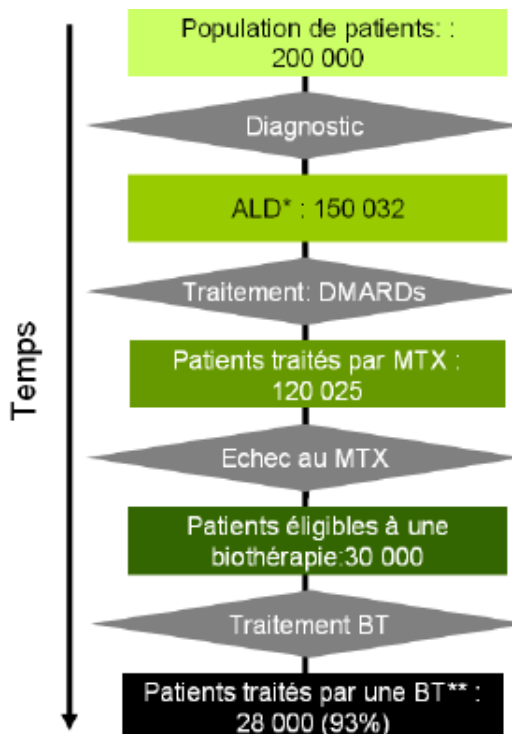 Population de patients: :
200 000
Diagnostic
ALD* : 150 032
Traitement: DMARDs
Patients traités par MTX :
120 025
Echec au MTX
Patients éligibles à une
biothérapie:30 000
Traitement BT
Patients traités par une BT** :
28 000 (93%)
Temps